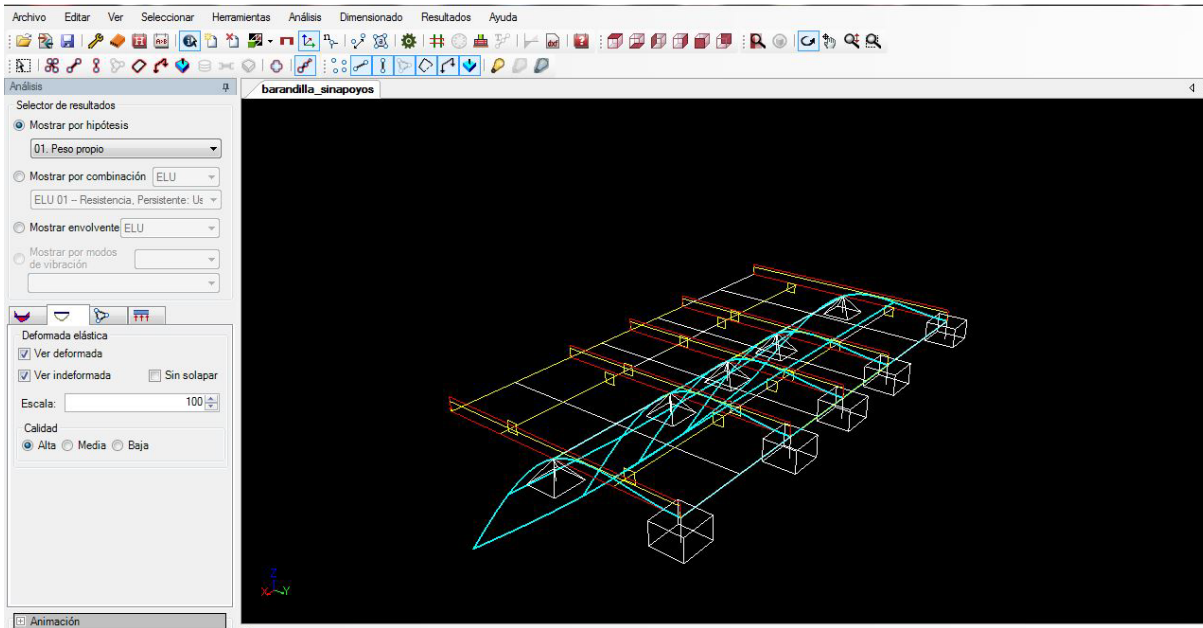 Archivo Editar Ver Seleccionar Herramientas Análisis Dimensionado Resultados Ayuda
Análisis
barandilla_sinapoyos
Selector de resultados
Mostrar por hipótesis
01. Peso propio
Mostrar por combinación ELU
ELU 01 -- Resistencia, Persistente: Us
Mostrar envolvente ELU
Mostrar por modos
de vibración
Deformada elástica
Ver deformada
Ver indeformada Sin solapar
Escala: 100
Calidad
Alta Media Baja
Animación
X Z Y